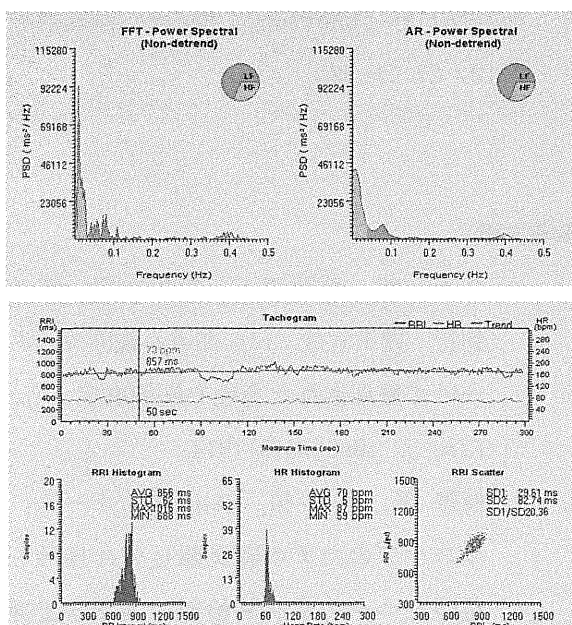 FFT - Power Spectral
(Non-detrend)
AR - Power Spectral
(Non-detrend)
115280
92224
69168
46112
23056
PSD ( ms² / Hz)
LF
HF
0.1 0.2 0.3 0.4 0.5
Frequency (Hz)
115280
92224
69168
46112
23056
PSD ( ms² / Hz)
LF
HF
0.1 0.2 0.3 0.4 0.5
Frequency (Hz)
Tachogram
RRI HR Trend
RRI
(ms)
HR
(bpm)
1400
1200
1000
800
600
400
200
0
280
240
200
160
120
80
40
73 bpm
857 ms
50 sec
0 30 60 90 120 150 180 210 240 270 300
Measure Time (sec)
RRI Histogram
20
16
12
8
4
0
Samples
AVG: 856 ms
STD: 62 ms
MAX:1016 ms
MIN: 688 ms
300 600 900 1200 1500
HR Histogram
65
52
39
26
13
0
Samples
AVG: 70 bpm
STD: 5 bpm
MAX: 87 bpm
MIN: 59 bpm
0 60 120 180 240 300
RRI Scatter
1500
1200
900
600
300
SD1: 29.61 ms
SD2: 82.74 ms
SD1/SD20.36
300 600 900 1200 1500